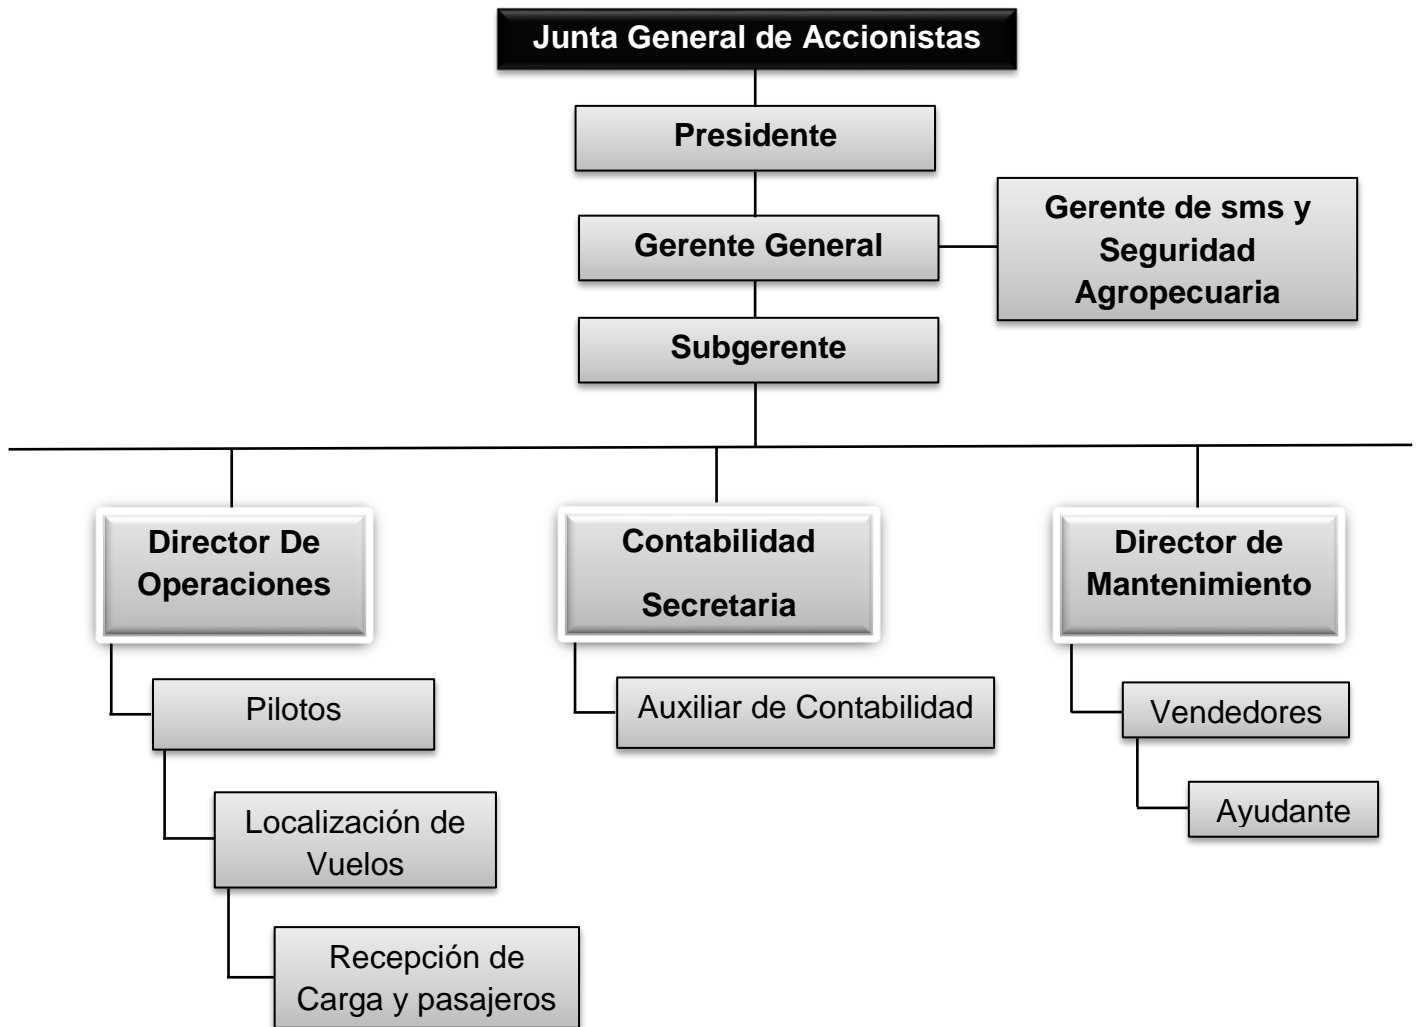 Junta General de Accionistas
Presidente
Gerente General
Gerente de sms y
Seguridad
Agropecuaria
Subgerente
Director De
Operaciones
Contabilidad
Secretaria
Director de
Mantenimiento
Pilotos
Auxiliar de Contabilidad
Vendedores
Localización de
Vuelos
Ayudante
Recepción de
Carga y pasajeros